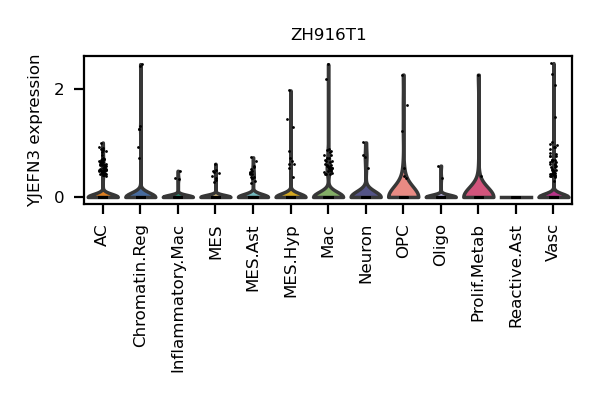 ZH916T1
YJEFN3 expression
2
0
AC
Chromatin.Reg
Inflammatory.Mac
MES
MES.Ast
MES.Hyp
Mac
Neuron
OPC
Oligo
Prolif.Metab
Reactive.Ast
Vasc